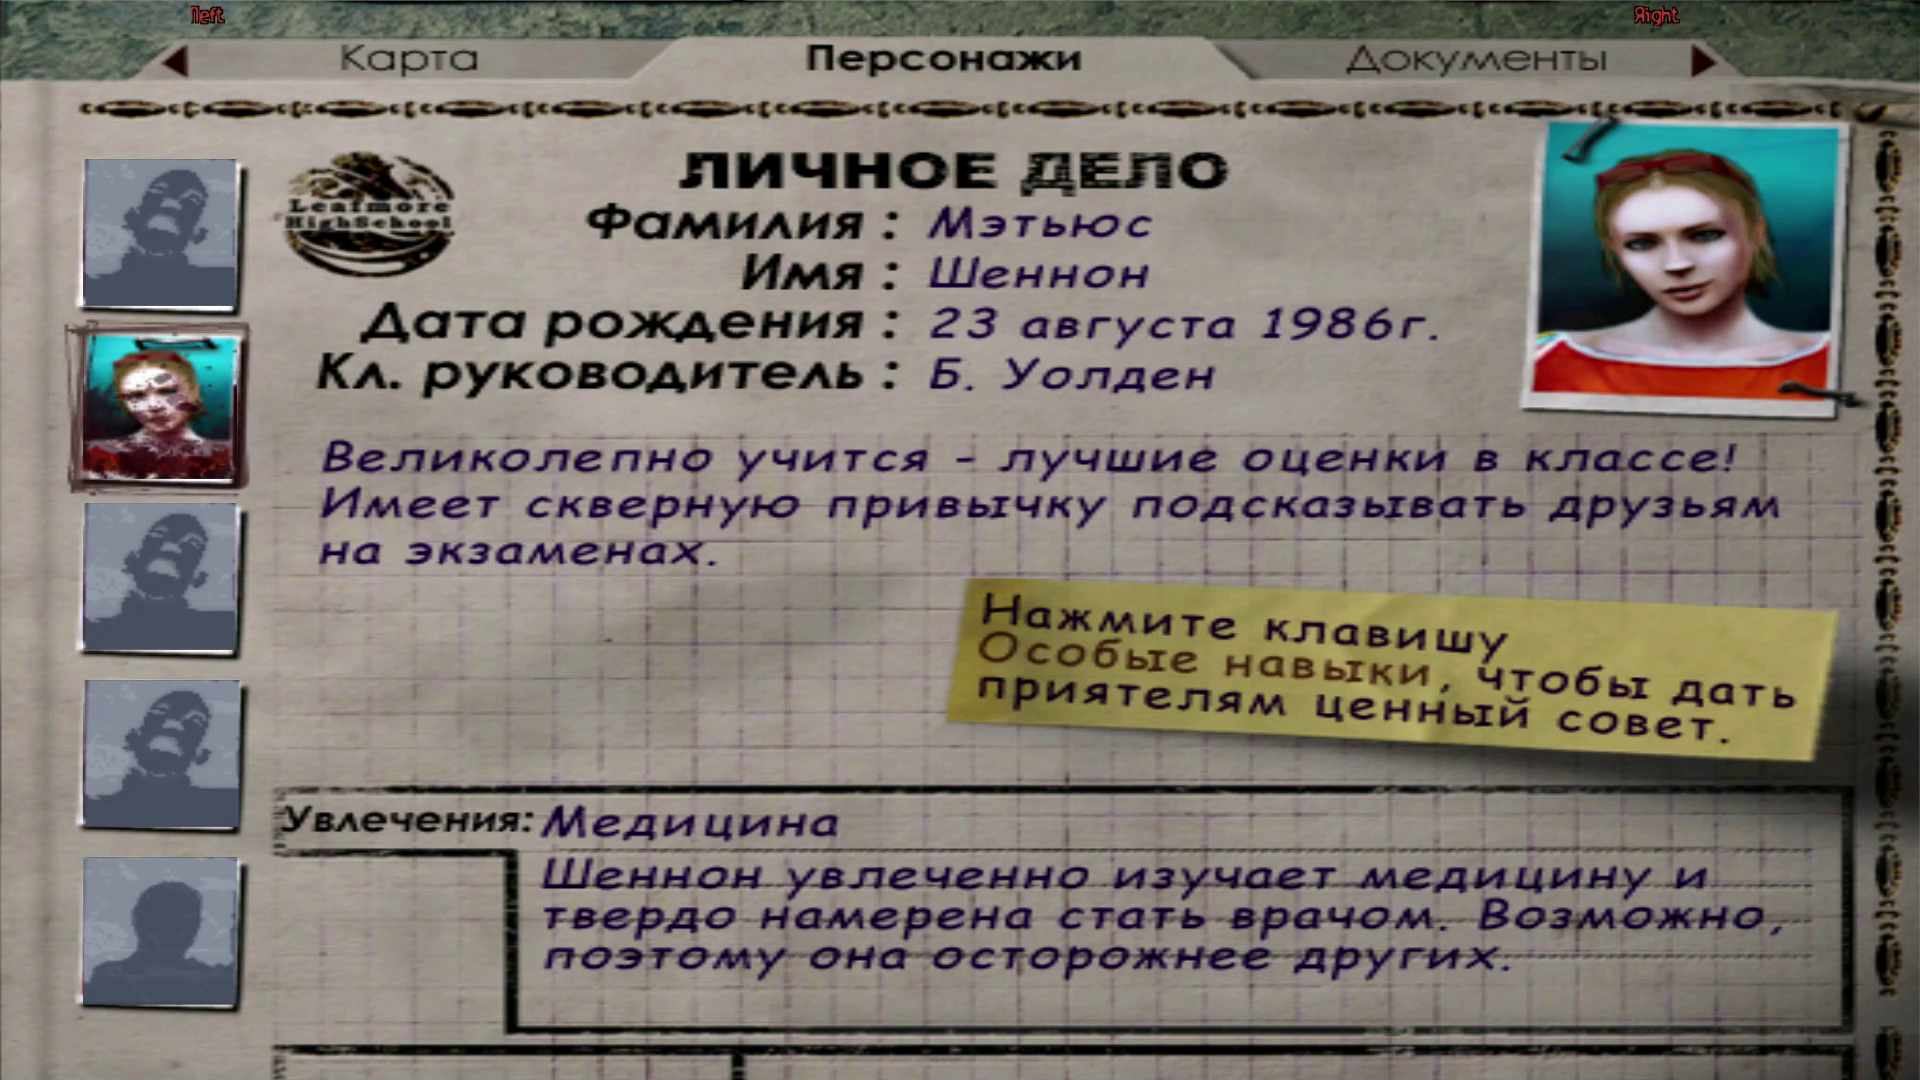 left
Right
Карта
Персонажи
Документы
ЛИЧНОЕ ДЕЛО
Leafmore
HighSchool
Фамилия : Мэтьюс
Имя : Шеннон
Дата рождения : 23 августа 1986г.
Кл. руководитель : Б. Уолден
Великолепно учится - лучшие оценки в классе!
Имеет скверную привычку подсказывать друзьям
на экзаменах.
Нажмите клавишу
Особые навыки, чтобы дать
приятелям ценный совет.
Увлечения: Медицина
Шеннон увлеченно изучает медицину и
твердо намерена стать врачом. Возможно,
поэтому она осторожнее других.